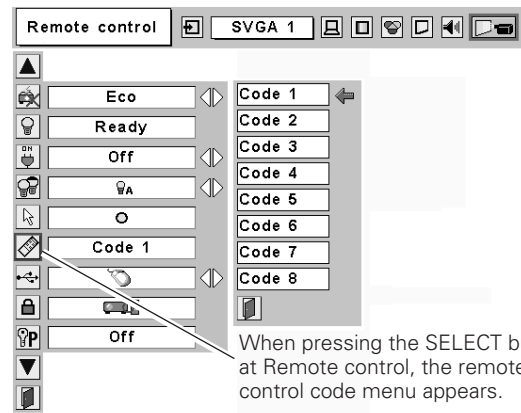 Remote control SVGA 1
Eco
Ready
ON
Off
A
Code 1
P
Off
Code 1
Code 2
Code 3
Code 4
Code 5
Code 6
Code 7
Code 8
When pressing the SELECT
at Remote control, the
control code menu appears.